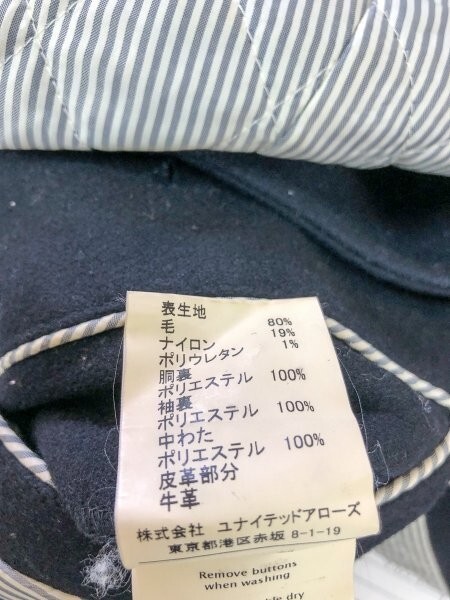 表生地
毛 80%
ナイロン 19%
ポリウレタン 1%
胴裏
ポリエステル 100%
袖裏
ポリエステル 100%
中わた
ポリエステル 100%
皮革部分
牛革
株式会社 ユナイテッドアローズ
東京都港区赤坂 8-1-19
Remove buttons
when washing
dry